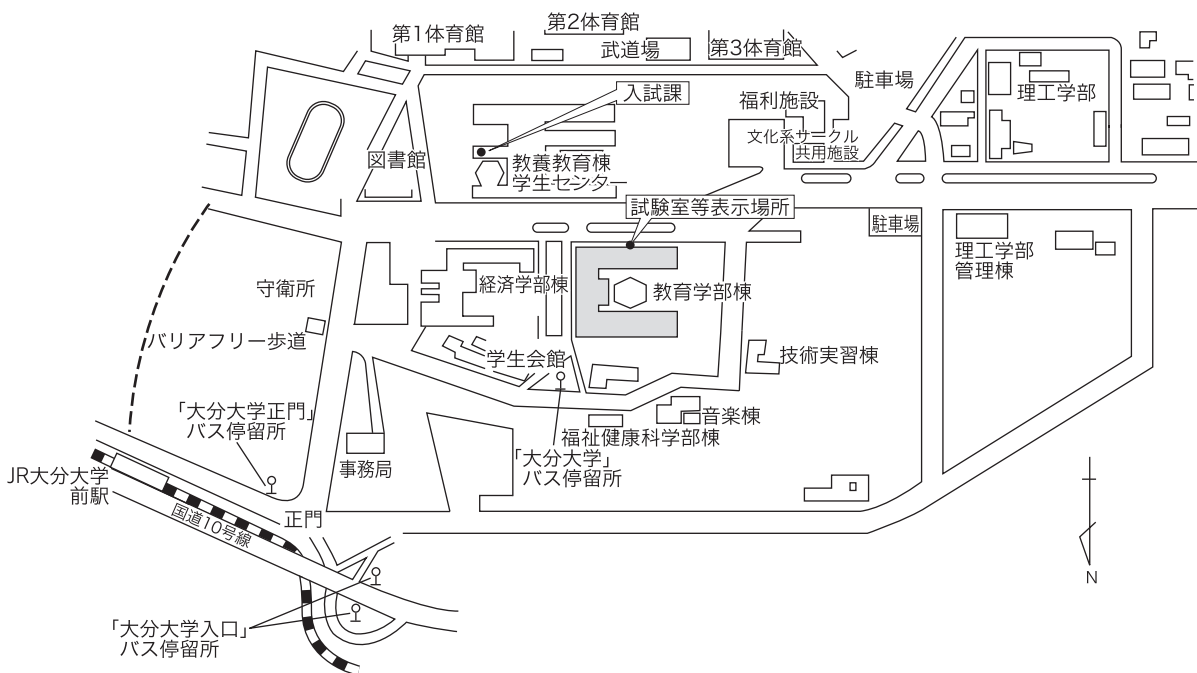 第1体育館
第2体育館
武道場
第3体育館
駐車場
理工学部
入試課
福利施設
文化系サークル
共用施設
図書館
教養教育棟
学生センター
試験室等表示場所
駐車場
理工学部
管理棟
守衛所
経済学部棟
教育学部棟
バリアフリー歩道
学生会館
技術実習棟
「大分大学正門」
バス停留所
音楽棟
福祉健康科学部棟
事務局
「大分大学」
バス停留所
JR大分大学
前駅
国道10号線
正門
N
「大分大学入口」
バス停留所